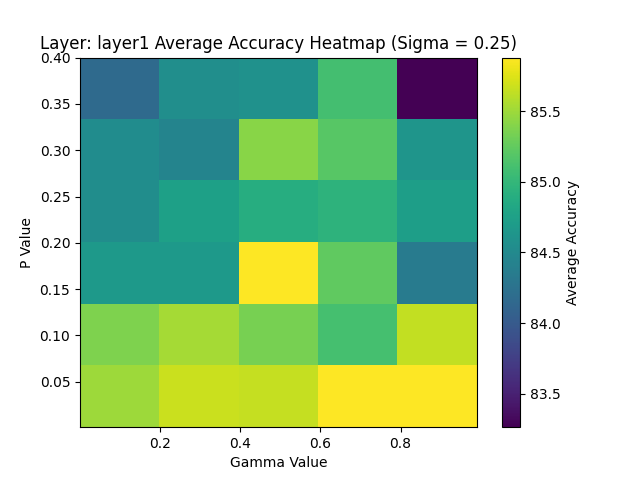 Layer: layer1 Average Accuracy Heatmap (Sigma = 0.25)
0.40
0.35
0.30
0.25
0.20
0.15
0.10
0.05
P Value
0.2 0.4 0.6 0.8
Gamma Value
85.5
85.0
84.5
84.0
83.5
Average Accuracy